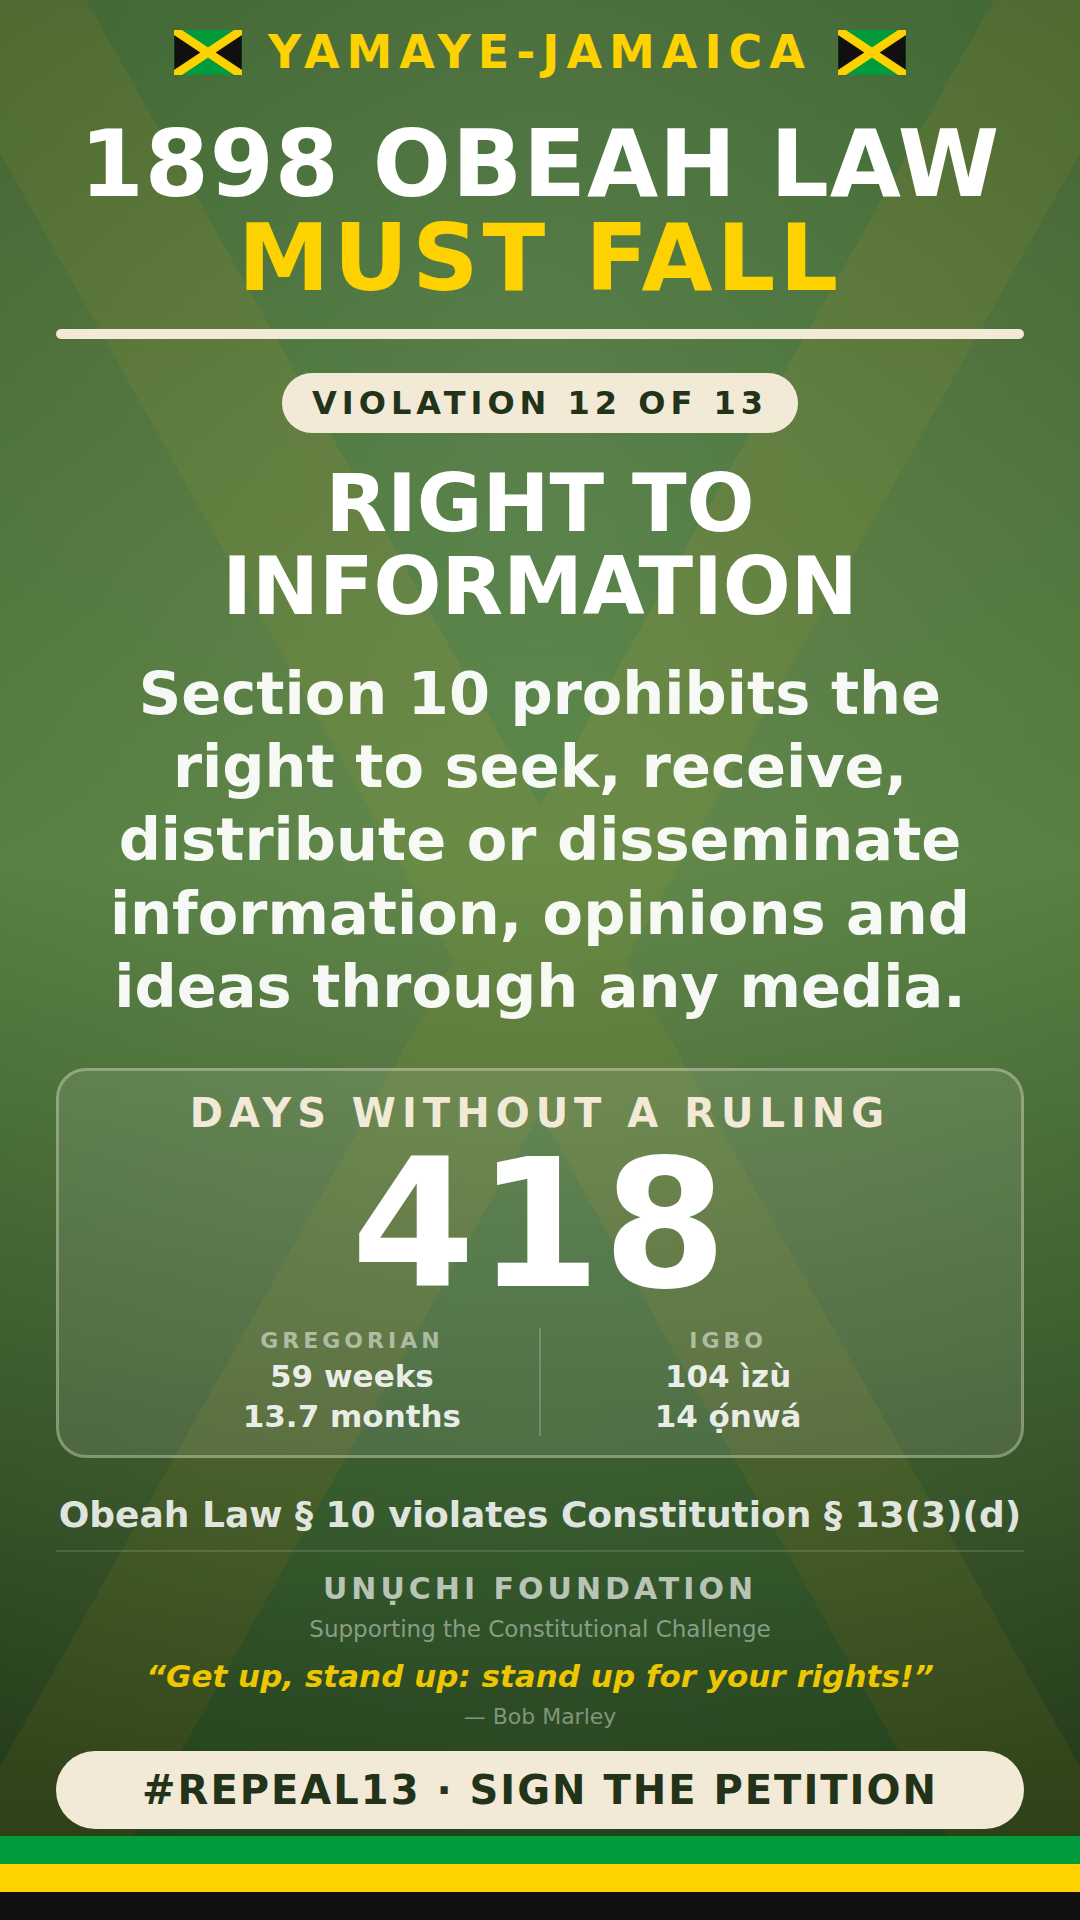 YAMAYE-JAMAICA
1898 OBEAH LAW
MUST FALL
VIOLATION 12 OF 13
RIGHT TO
INFORMATION
Section 10 prohibits the
right to seek, receive,
distribute or disseminate
information, opinions and
ideas through any media.
DAYS WITHOUT A RULING
418
GREGORIAN
59 weeks
13.7 months
IGBO
104 ìzù
14 ọ́nwá
Obeah Law § 10 violates Constitution § 13(3)(d)
UNỤCHI FOUNDATION
Supporting the Constitutional Challenge
“Get up, stand up: stand up for your rights!”
— Bob Marley
#REPEAL13 · SIGN THE PETITION